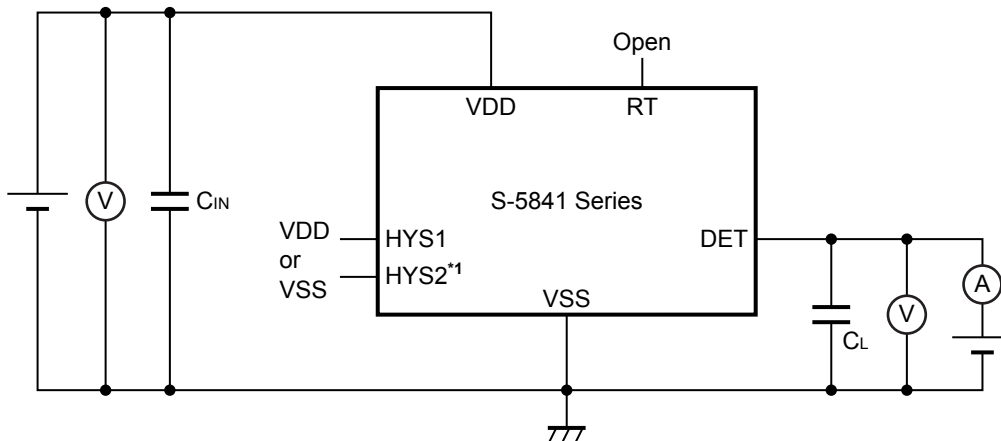 Open
VDD
RT
V
CIN
S-5841 Series
VDD
or
VSS
HYS1
HYS2*1
DET
VSS
A
V
CL